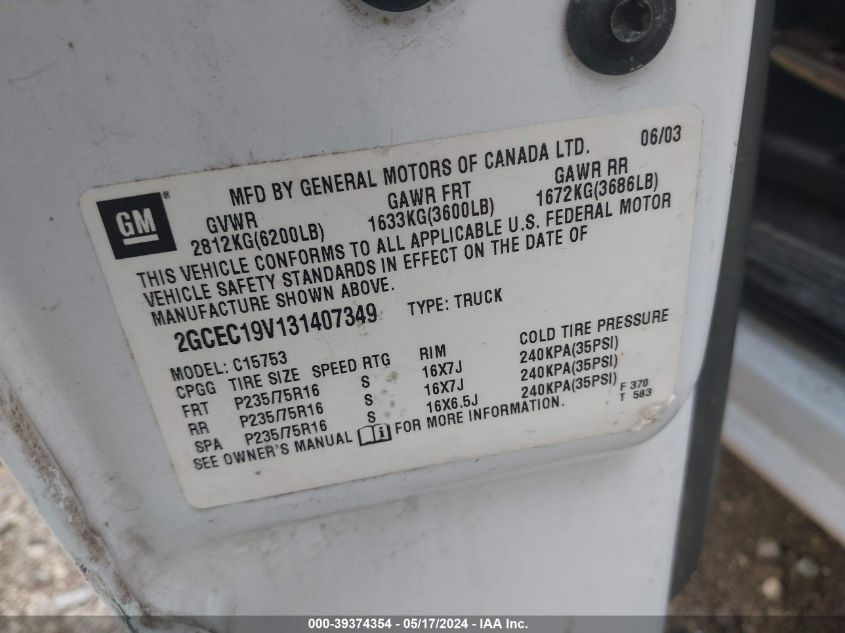 MFD BY GENERAL MOTORS OF CANADA LTD. 06/03
GM ®
GVWR GAWR FRT GAWR RR
2812KG(6200LB) 1633KG(3600LB) 1672KG(3686LB)
THIS VEHICLE CONFORMS TO ALL APPLICABLE U.S. FEDERAL MOTOR
VEHICLE SAFETY STANDARDS IN EFFECT ON THE DATE OF
MANUFACTURE SHOWN ABOVE.
2GCEC19V131407349 TYPE: TRUCK
MODEL: C15753
CPGG TIRE SIZE SPEED RTG RIM COLD TIRE PRESSURE
FRT P235/75R16 S 16X7J 240KPA(35PSI)
RR P235/75R16 S 16X7J 240KPA(35PSI)
SPA P235/75R16 S 16X6.5J 240KPA(35PSI)
F 370
T 583
SEE OWNER'S MANUAL i FOR MORE INFORMATION.
000-39374354 - 05/17/2024 - IAA Inc.